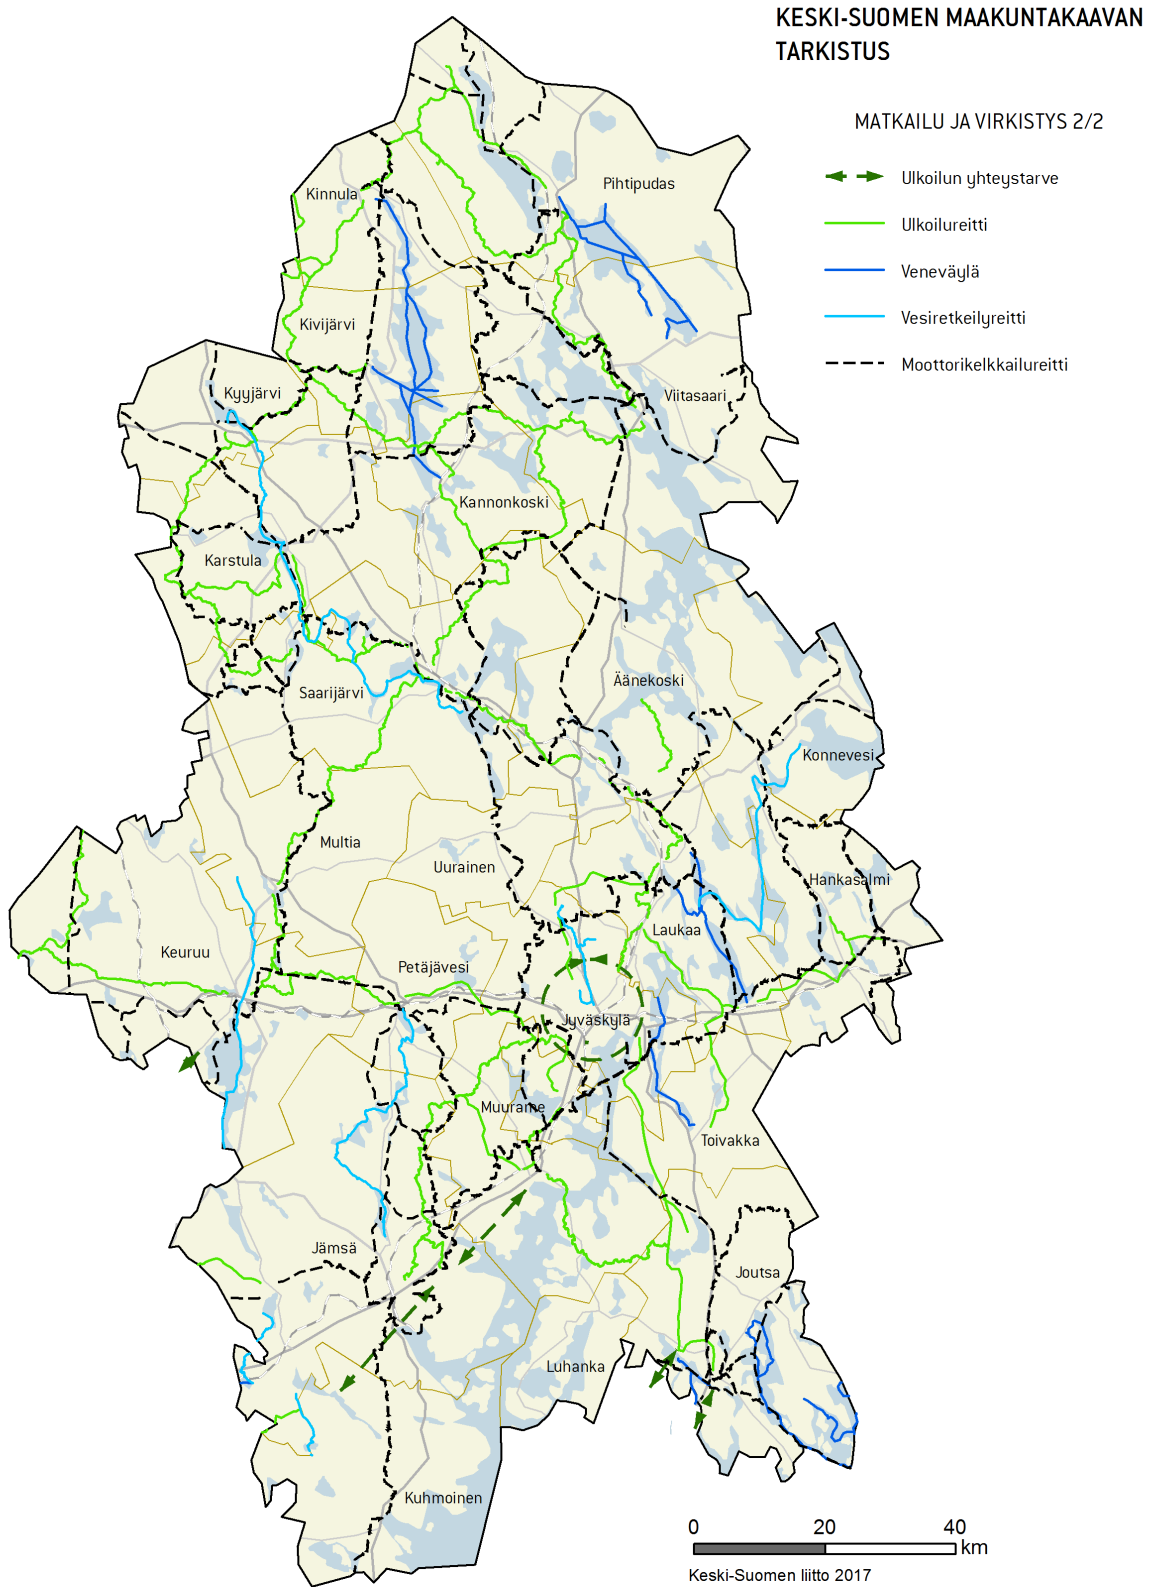 KESKI-SUOMEN MAAKUNTAKAAVAN
TARKISTUS
MATKAILU JA VIRKISTYS 2/2
Ulkoilun yhteystarve
Ulkoilureitti
Veneväylä
Vesiretkeilyreitti
Moottorikelkkailureitti
Pihtipudas
Kinnula
Kivijärvi
Kyyjärvi
Viitasaari
Kannonkoski
Karstula
Äänekoski
Saarijärvi
Konnevesi
Multia
Uurainen
Hankasalmi
Laukaa
Keuruu
Petäjävesi
Jyväskylä
Muurame
Toivakka
Jämsä
Joutsa
Luhanka
Kuhmoinen
0 20 40
km
Keski-Suomen liitto 2017